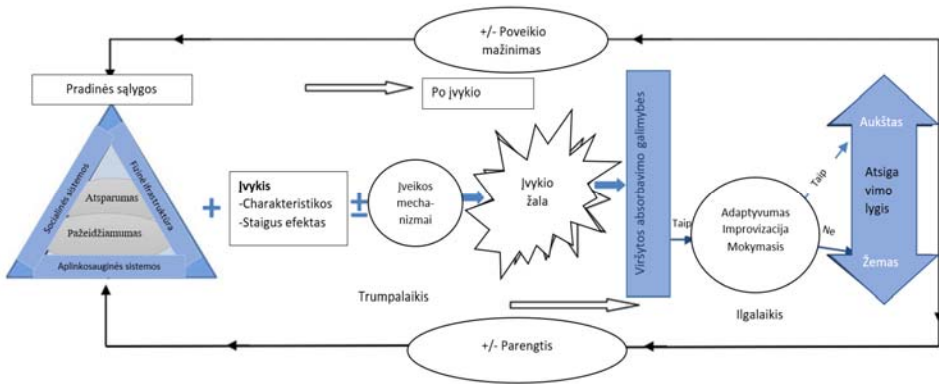 +/- Poveikio
mažinimas
Pradinės sąlygos
Po įvykio
Socialinės sistemos
Fizinė ifrastruktūra
Atsparumas
Pažeidžiamumas
Aplinkosauginės sistemos
+
Įvykis
-Charakteristikos
-Staigus efektas
±
Įveikos
mecha-
nizmai
Įvykio
žala
Viršytos absorbavimo galimybės
Taip
Adaptyvumas
Improvizacija
Mokymasis
Taip
Ne
Aukštas
Atsiga
vimo
lygis
Žemas
Trumpalaikis
Ilgalaikis
+/- Parengtis